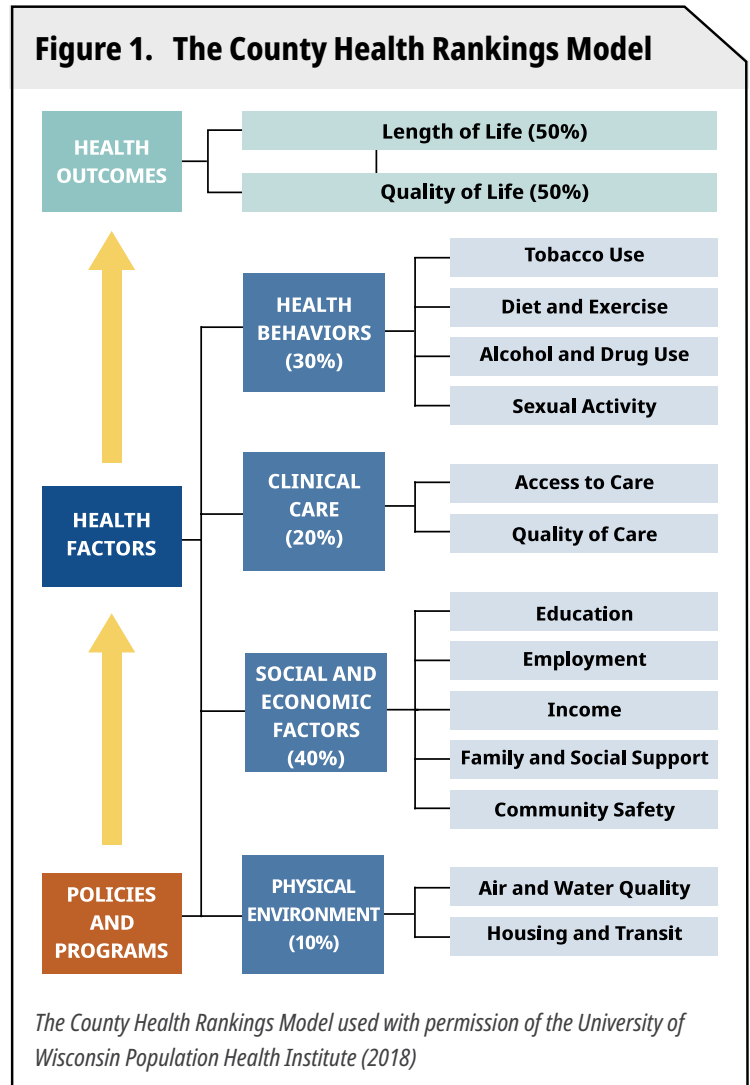 Figure 1. The County Health Rankings Model
HEALTH
OUTCOMES
Length of Life (50%)
Quality of Life (50%)
HEALTH
BEHAVIORS
(30%)
Tobacco Use
Diet and Exercise
Alcohol and Drug Use
Sexual Activity
HEALTH
FACTORS
CLINICAL
CARE
(20%)
Access to Care
Quality of Care
SOCIAL AND
ECONOMIC
FACTORS
(40%)
Education
Employment
Income
Family and Social Support
Community Safety
POLICIES
AND
PROGRAMS
PHYSICAL
ENVIRONMENT
(10%)
Air and Water Quality
Housing and Transit
The County Health Rankings Model used with permission of the University of
Wisconsin Population Health Institute (2018)